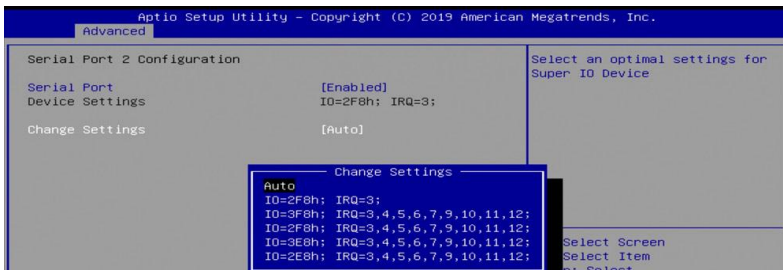 Aptio Setup Utility – Copyright (C) 2019 American Megatrends, Inc.
Advanced
Serial Port 2 Configuration
Select an optimal settings for
Super IO Device
Serial Port [Enabled]
Device Settings IO=2F8h; IRQ=3;
Change Settings [Auto]
Change Settings
Auto
IO=2F8h; IRQ=3;
IO=3F8h; IRQ=3,4,5,6,7,9,10,11,12;
IO=2F8h; IRQ=3,4,5,6,7,9,10,11,12;
IO=3E8h; IRQ=3,4,5,6,7,9,10,11,12;
IO=2E8h; IRQ=3,4,5,6,7,9,10,11,12;
Select Screen
Select Item
Select